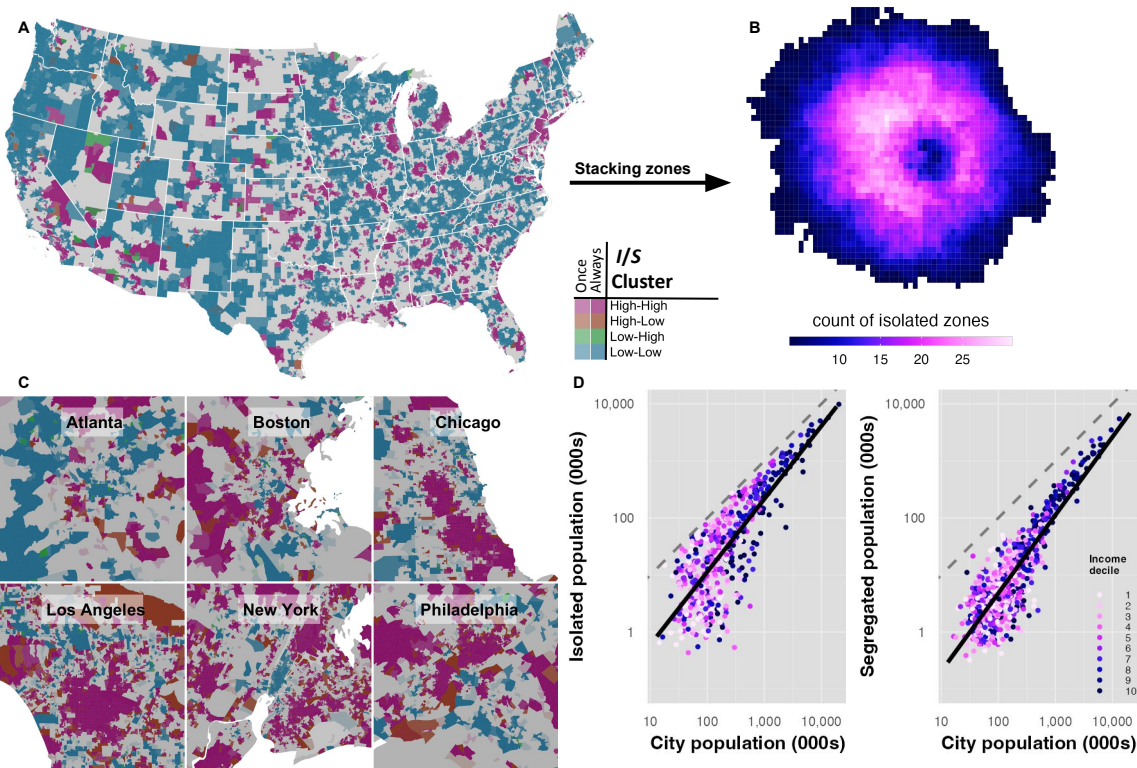 A
B
Stacking zones
Once
Always
I/S
Cluster
High-High
High-Low
Low-High
Low-Low
count of isolated zones
10 15 20 25
C
Atlanta
Boston
Chicago
Los Angeles
New York
Philadelphia
D
Isolated population (000s)
10,000
100
1
10 100 1,000 10,000
City population (000s)
Segregated population (000s)
10,000
100
1
Income
decile
1
2
3
4
5
6
7
8
9
10
10 100 1,000 10,000
City population (000s)